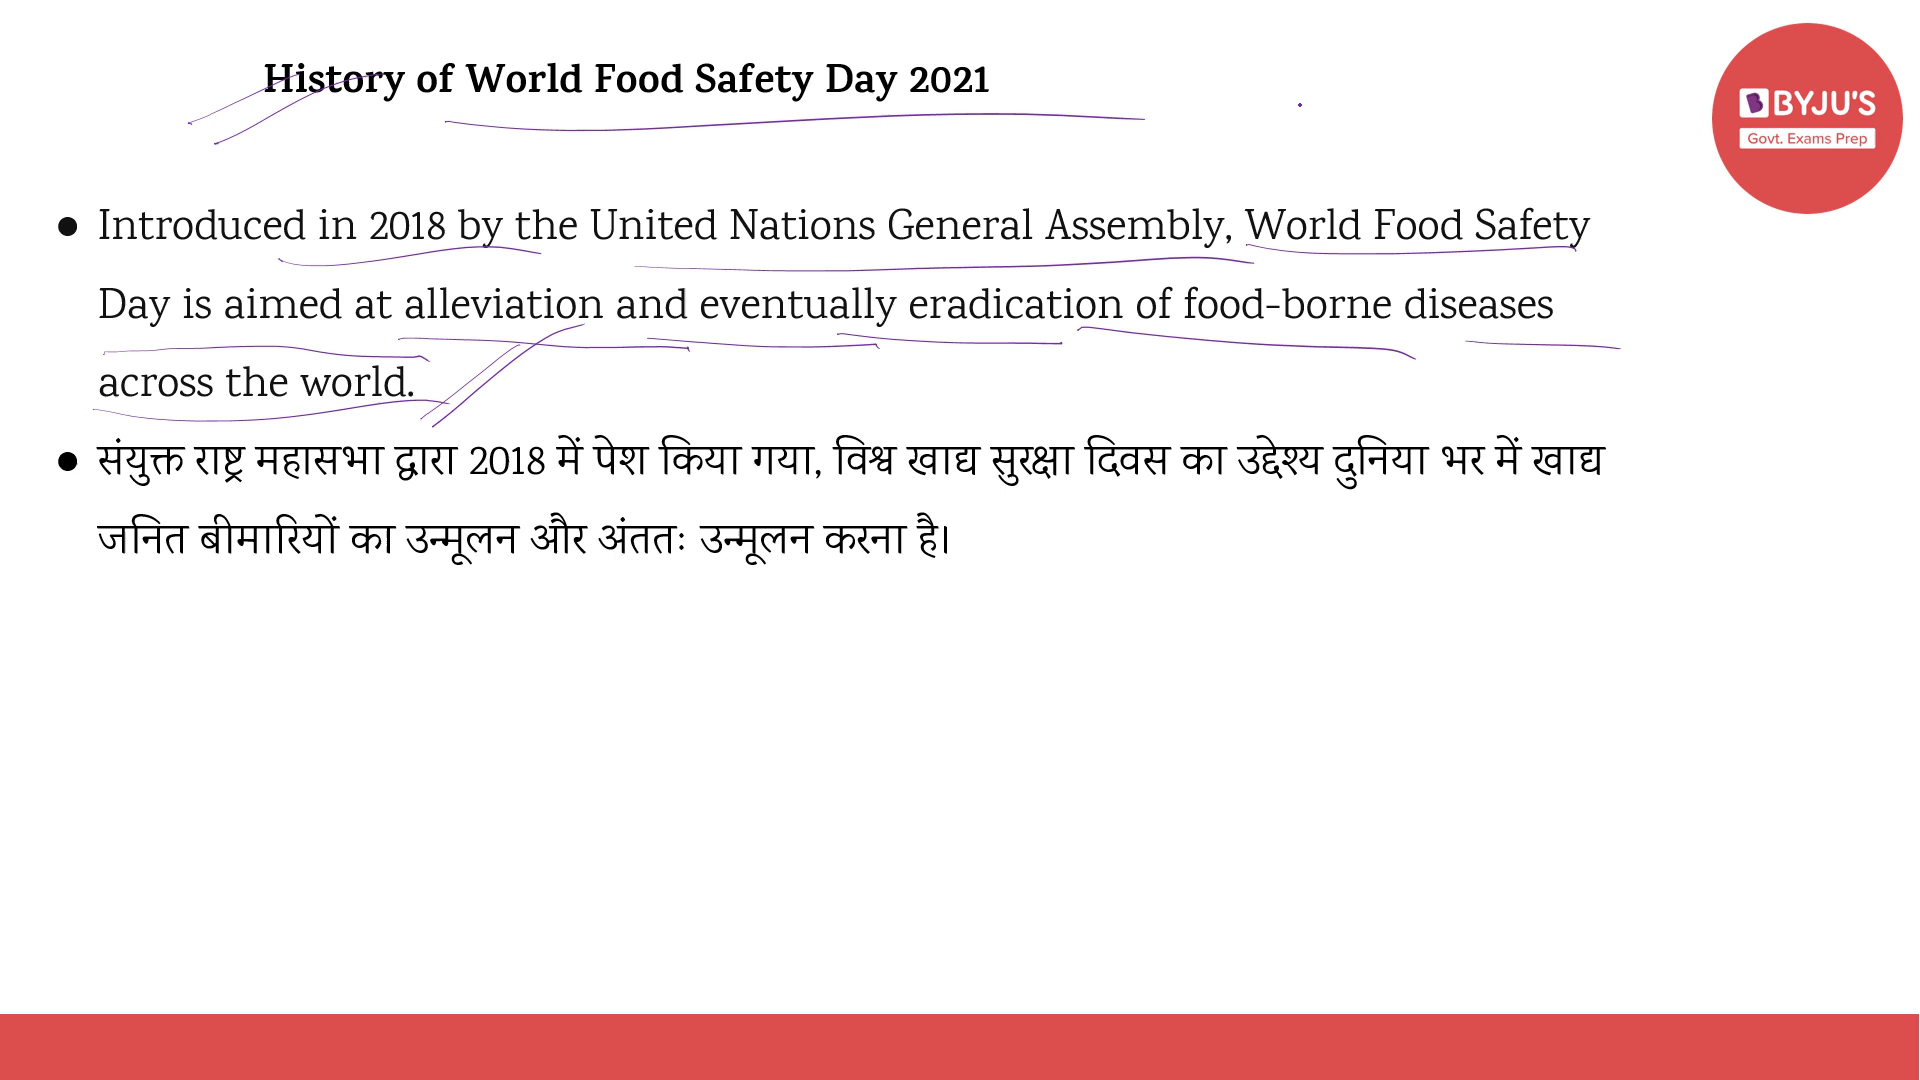 History of World Food Safety Day 2021
BYJU'S
Govt. Exams Prep
● Introduced in 2018 by the United Nations General Assembly, World Food Safety
Day is aimed at alleviation and eventually eradication of food-borne diseases
across the world.
● संयुक्त राष्ट्र महासभा द्वारा 2018 में पेश किया गया, विश्व खाद्य सुरक्षा दिवस का उद्देश्य दुनिया भर में खाद्य
जनित बीमारियों का उन्मूलन और अंततः उन्मूलन करना है।